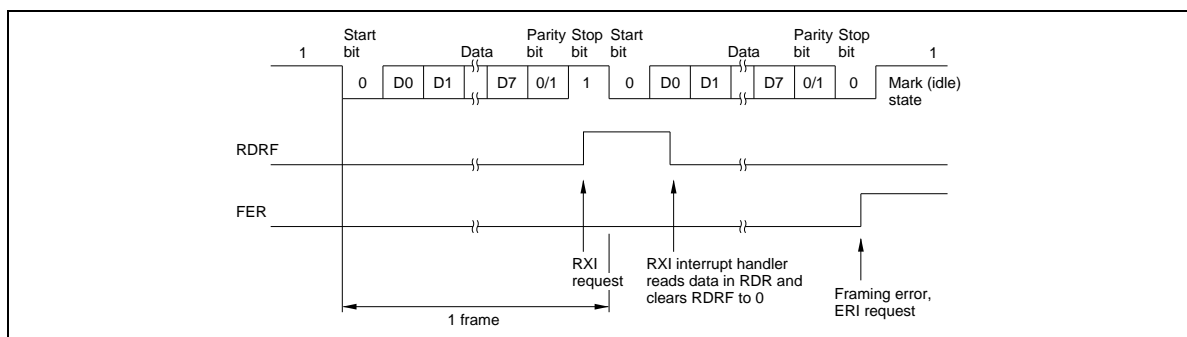 1
Start bit
Data
Parity bit
Stop bit
Start bit
Data
Parity bit
Stop bit
1
0 D0 D1 D7 0/1 1 0 D0 D1 D7 0/1 0
Mark (idle)
state
RDRF
FER
RXI
request
RXI interrupt handler
reads data in RDR and
clears RDRF to 0
Framing error,
ERI request
1 frame